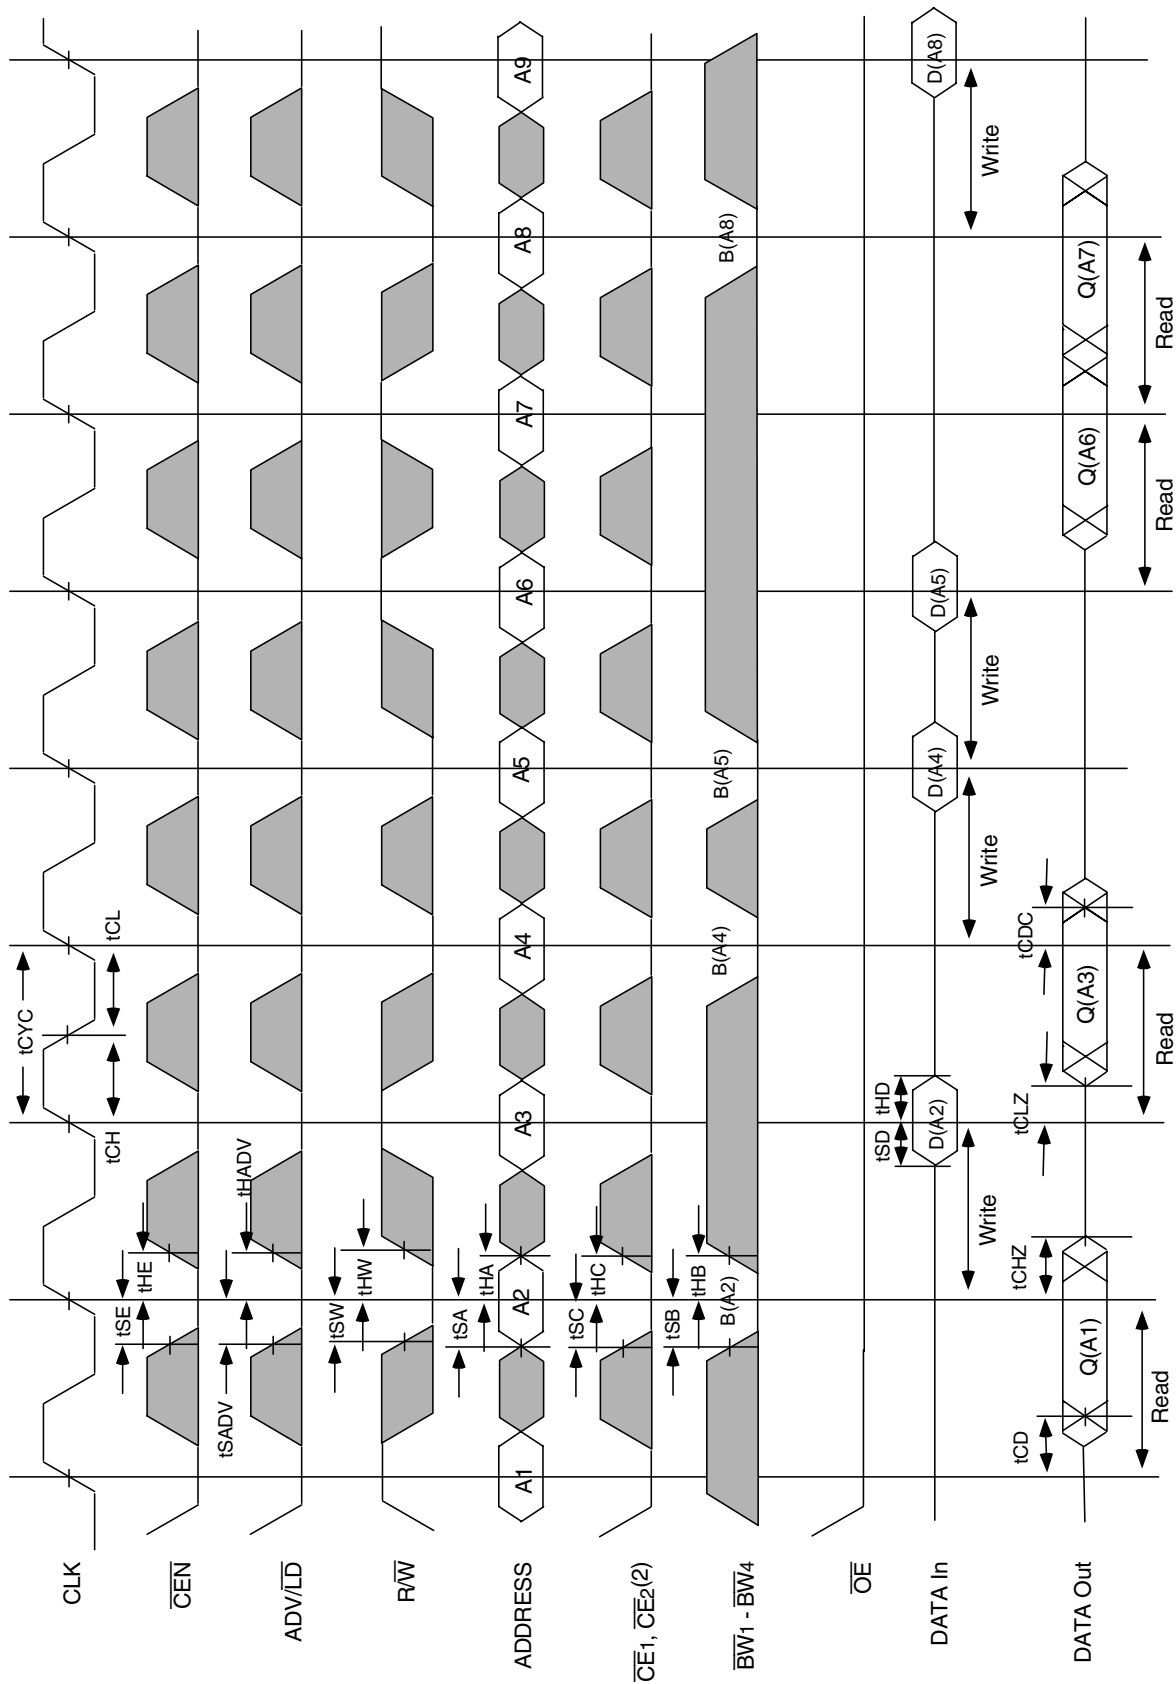 CLK
tCYC
tCH
tCL
CEN
tSE
tHE
ADV/LD
tSADV
tHADV
R/W
tSW
tHW
ADDRESS
tSA
tHA
A1
A2
A3
A4
A5
A6
A7
A8
A9
CE1, CE2(2)
tSC
tHC
BW1 - BW4
tSB
tHB
B(A2)
B(A4)
B(A5)
B(A8)
OE
DATA In
tSD
tHD
D(A2)
D(A4)
D(A5)
D(A8)
Write
Write
Write
Write
DATA Out
tCD
tCHZ
tCLZ
tCDC
Q(A1)
Q(A3)
Q(A6)
Q(A7)
Read
Read
Read
Read